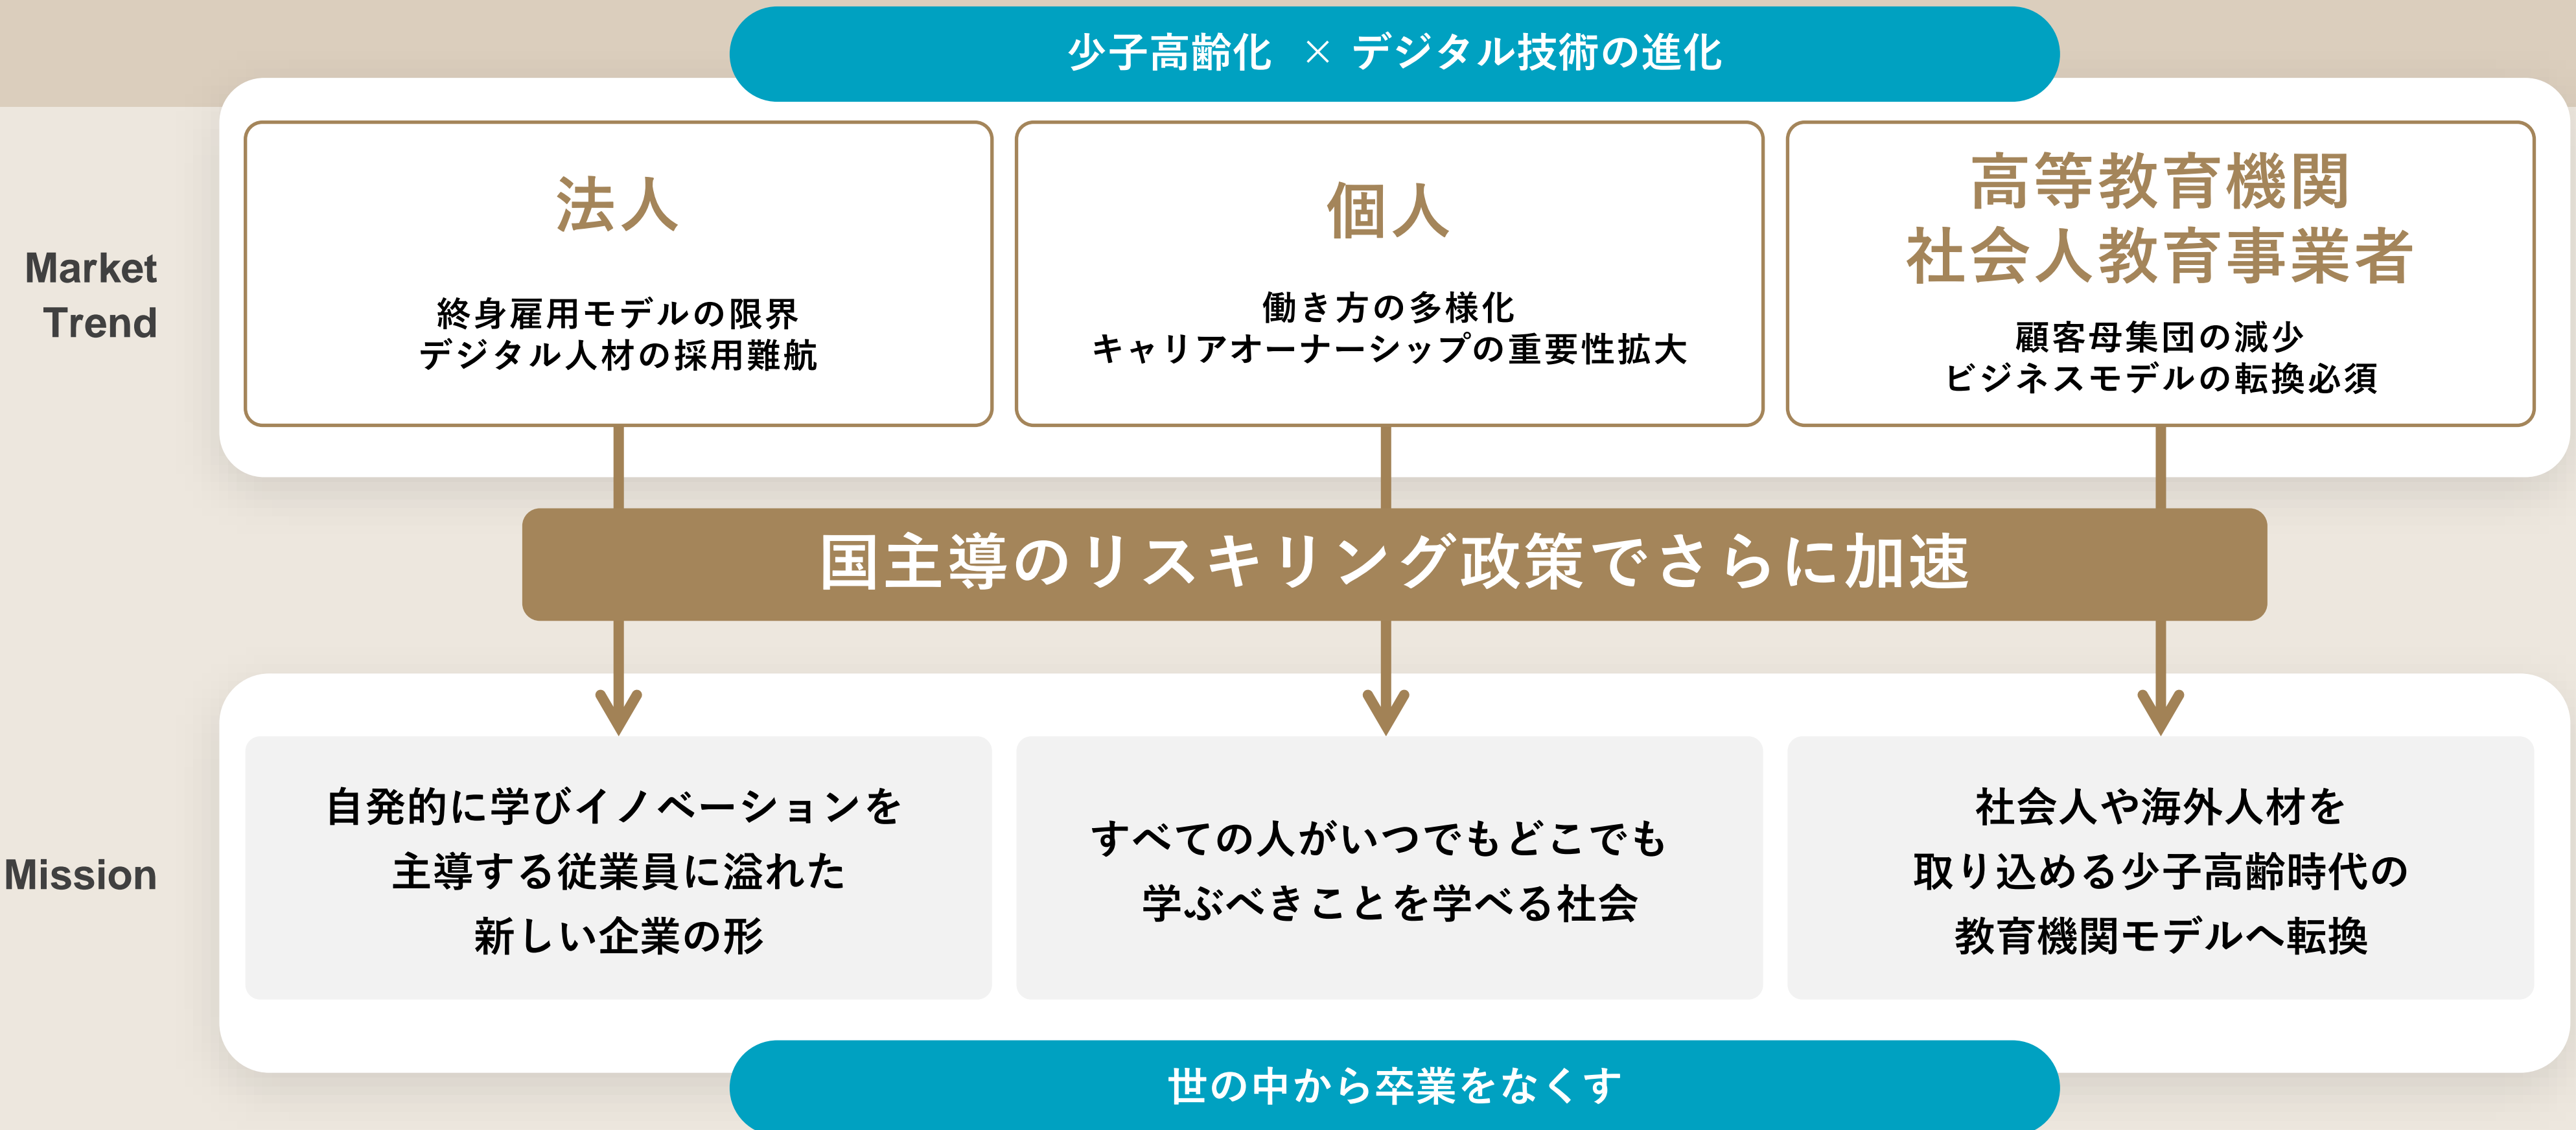 少子高齢化 × デジタル技術の進化
Market
Trend
法人
終身雇用モデルの限界
デジタル人材の採用難航
個人
働き方の多様化
キャリアオーナーシップの重要性拡大
高等教育機関
社会人教育事業者
顧客母集団の減少
ビジネスモデルの転換必須
国主導のリスキリング政策でさらに加速
Mission
自発的に学びイノベーションを
主導する従業員に溢れた
新しい企業の形
すべての人がいつでもどこでも
学ぶべきことを学べる社会
社会人や海外人材を
取り込める少子高齢時代の
教育機関モデルへ転換
世の中から卒業をなくす